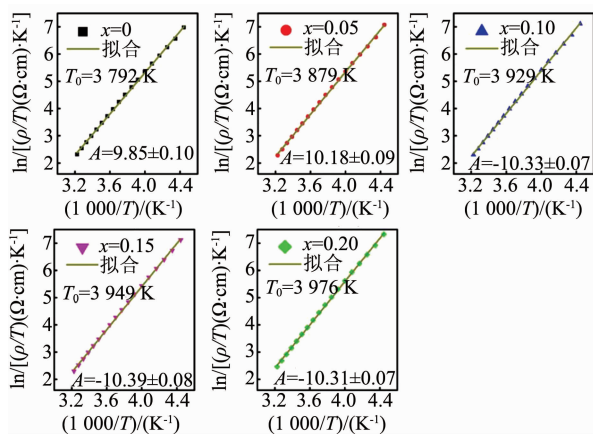 ln/[(ρ/T)(Ω·cm)·K⁻¹]
7
6
5
4
3
2
x=0
拟合
T₀=3 792 K
A=9.85±0.10
3.2 3.6 4.0 4.4
(1 000/T)/(K⁻¹)
ln/[(ρ/T)(Ω·cm)·K⁻¹]
7
6
5
4
3
2
x=0.05
拟合
T₀=3 879 K
A=10.18±0.09
3.2 3.6 4.0 4.4
(1 000/T)/(K⁻¹)
ln/[(ρ/T)(Ω·cm)·K⁻¹]
7
6
5
4
3
2
x=0.10
拟合
T₀=3 929 K
A=-10.33±0.07
3.2 3.6 4.0 4.4
(1 000/T)/(K⁻¹)
ln/[(ρ/T)(Ω·cm)·K⁻¹]
7
6
5
4
3
2
x=0.15
拟合
T₀=3 949 K
A=-10.39±0.08
3.2 3.6 4.0 4.4
(1 000/T)/(K⁻¹)
ln/[(ρ/T)(Ω·cm)·K⁻¹]
7
6
5
4
3
2
x=0.20
拟合
T₀=3 976 K
A=-10.31±0.07
3.2 3.6 4.0 4.4
(1 000/T)/(K⁻¹)